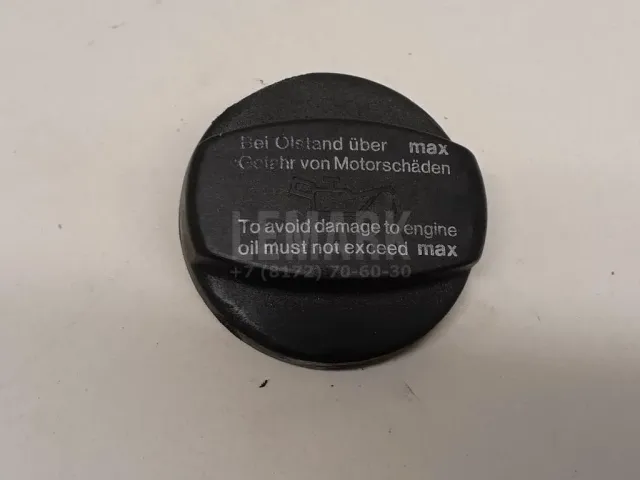 Bei Ölstand über max
Gefahr von Motorschäden
To avoid damage to engine
oil must not exceed max
LEMARK
+7 (8172) 70-60-30